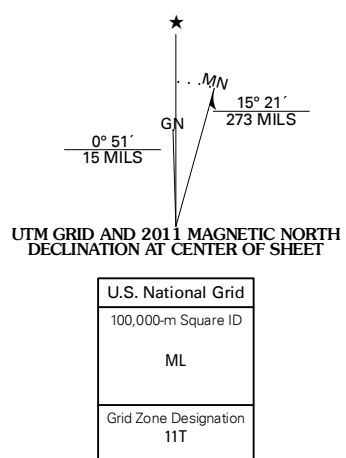 MN
15° 21´
273 MILS
GN
0° 51´
15 MILS
UTM GRID AND 2011 MAGNETIC NORTH
DECLINATION AT CENTER OF SHEET
U.S. National Grid
100,000-m Square ID
ML
Grid Zone Designation
11T